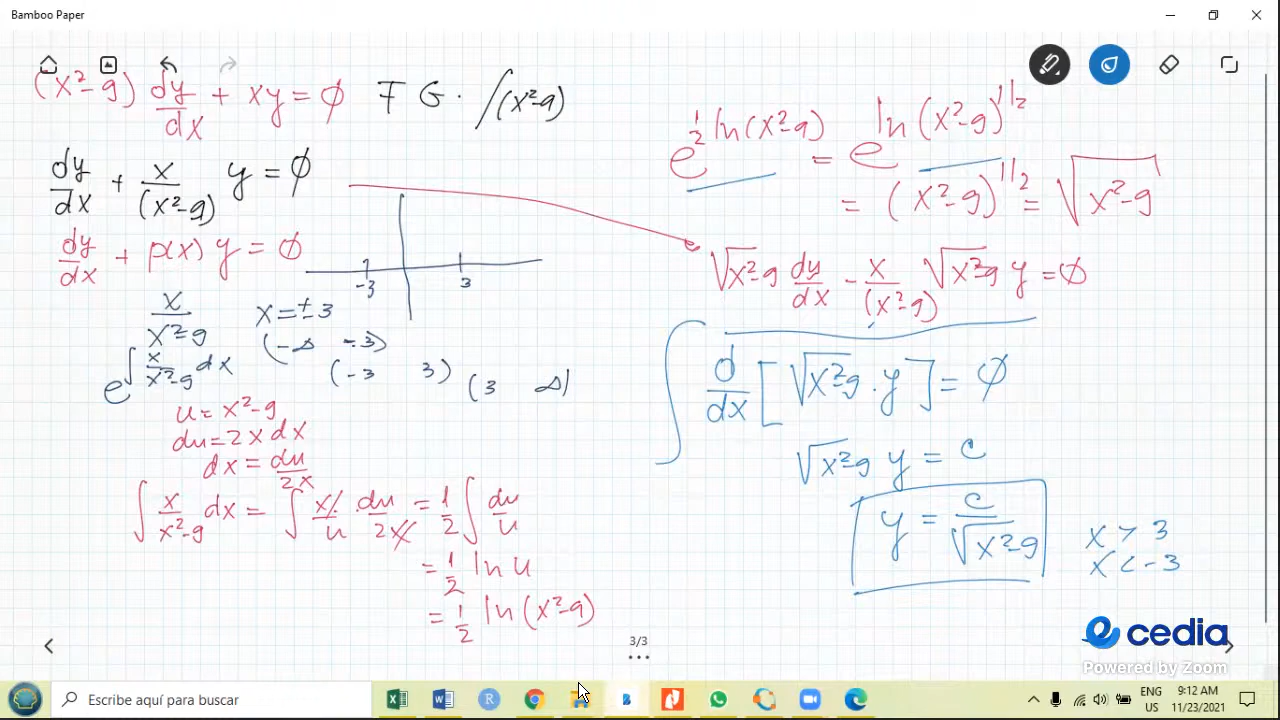 Bamboo Paper
(x²-9) dy/dx + xy = ∅ F G. /(x²-9)
dy/dx + x/(x²-9) y = ∅
dy/dx + p(x) y = ∅
-3 3
x/(x²-9) x = ±3
(-∞ -3)
(-3 3) (3 ∞)
e^∫ x/(x²-9) dx
u = x²-9
du = 2x dx
dx = du/2x
∫ x/(x²-9) dx = ∫ x/u · du/2x = 1/2 ∫ du/u
= 1/2 ln u
= 1/2 ln (x²-9)
e^(1/2 ln(x²-9)) = e^(ln (x²-9)^1/2)
= (x²-9)^1/2 = √(x²-9)
√x²-9 dy/dx - x/(x²-9) √x²-9 y = ∅
∫ d/dx [√x²-9 · y] = ∅
√x²-9 y = c
y = c/√x²-9
x > 3
x < -3
3/3
cedia
Powered by Zoom
Escribe aquí para buscar
ENG
US
9:12 AM
11/23/2021